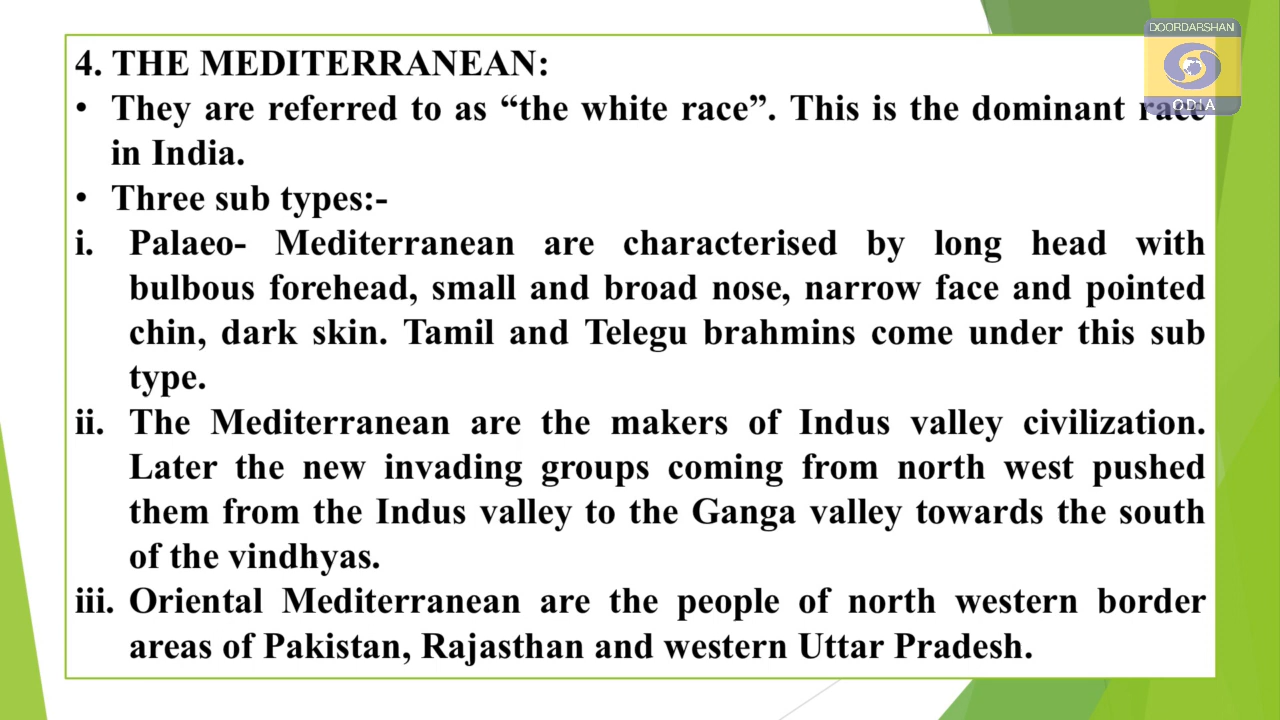 DOORDARSHAN
ODIA
4. THE MEDITERRANEAN:
• They are referred to as “the white race”. This is the dominant race
in India.
• Three sub types:-
i. Palaeo- Mediterranean are characterised by long head with
bulbous forehead, small and broad nose, narrow face and pointed
chin, dark skin. Tamil and Telegu brahmins come under this sub
type.
ii. The Mediterranean are the makers of Indus valley civilization.
Later the new invading groups coming from north west pushed
them from the Indus valley to the Ganga valley towards the south
of the vindhyas.
iii. Oriental Mediterranean are the people of north western border
areas of Pakistan, Rajasthan and western Uttar Pradesh.